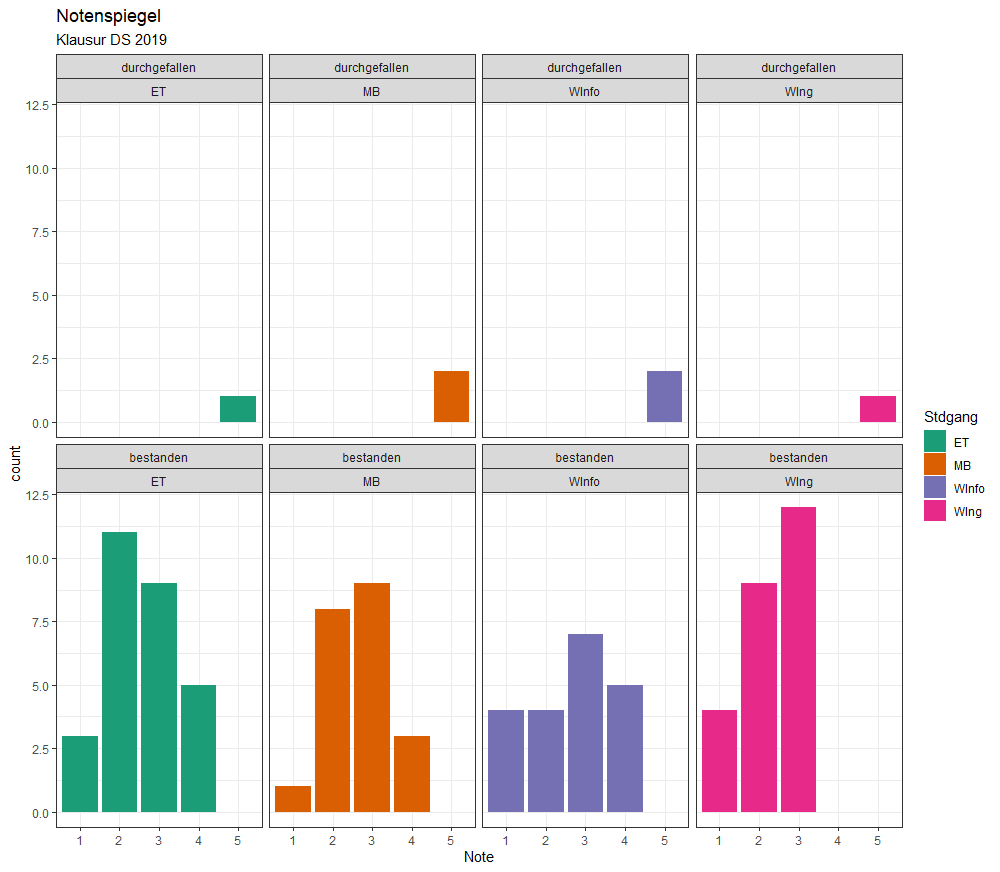 Notenspiegel
Klausur DS 2019
durchgefallen durchgefallen durchgefallen durchgefallen
ET MB WInfo WIng
12.5
10.0
7.5
5.0
2.5
0.0
count
bestanden bestanden bestanden bestanden
ET MB WInfo WIng
12.5
10.0
7.5
5.0
2.5
0.0
1 2 3 4 5 1 2 3 4 5 1 2 3 4 5 1 2 3 4 5
Note
Stdgang
ET
MB
WInfo
WIng